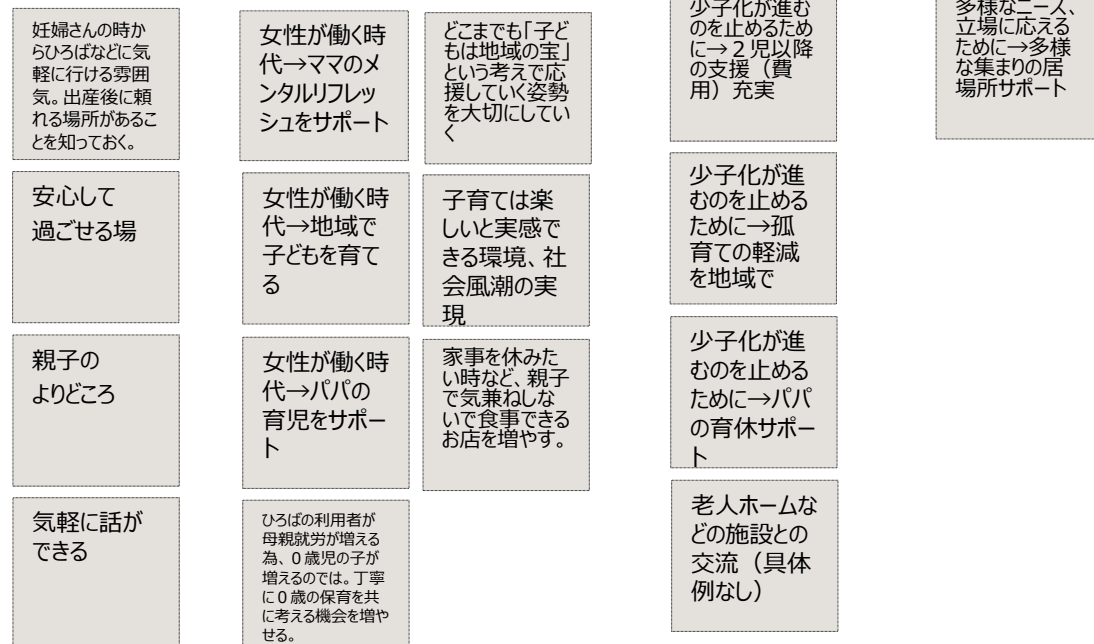 妊婦さんの時か
らひろばなどに気
軽に行ける雰囲
気。出産後に頼
れる場所があるこ
とを知っておく。
安心して
過ごせる場
親子の
よりどころ
気軽に話が
できる
女性が働く時
代→ママのメ
ンタルリフレッ
シュをサポート
女性が働く時
代→地域で
子どもを育て
る
女性が働く時
代→パパの
育児をサポー
ト
ひろばの利用者が
母親就労が増える
為、0歳児の子が
増えるのでは。丁寧
に0歳の保育を共
に考える機会を増や
せる。
どこまでも「子ど
もは地域の宝」
という考えで応
援していく姿勢
を大切にしてい
く
子育ては楽
しいと実感で
きる環境、社
会風潮の実
現
家事を休みた
い時など、親子
で気兼ねしな
いで食事できる
お店を増やす。
少子化が進む
のを止めるため
に→2児以降
の支援（費
用）充実
少子化が進
むのを止める
ために→孤
育ての軽減
を地域で
少子化が進
むのを止める
ために→パパ
の育休サポー
ト
老人ホームな
どの施設との
交流（具体
例なし）
多様なニーズ、
立場に応える
ために→多様
な集まりの居
場所サポート